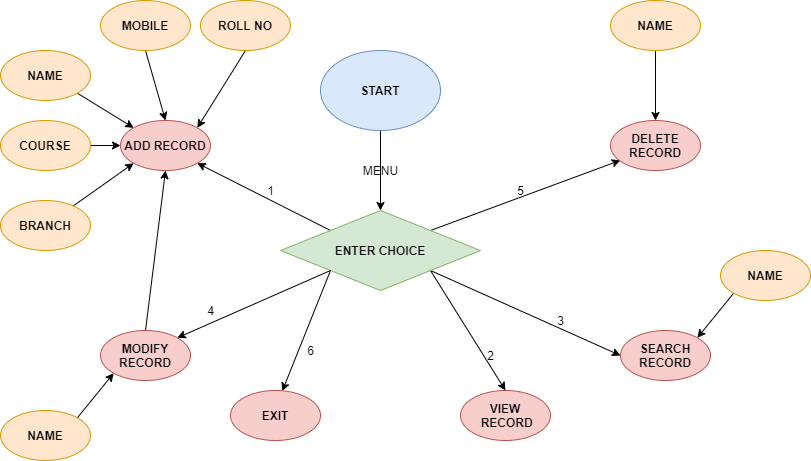 MOBILE
ROLL NO
NAME
NAME
START
COURSE
ADD RECORD
DELETE
RECORD
MENU
1
5
BRANCH
ENTER CHOICE
NAME
4
3
6
2
MODIFY
RECORD
SEARCH
RECORD
EXIT
VIEW
RECORD
NAME